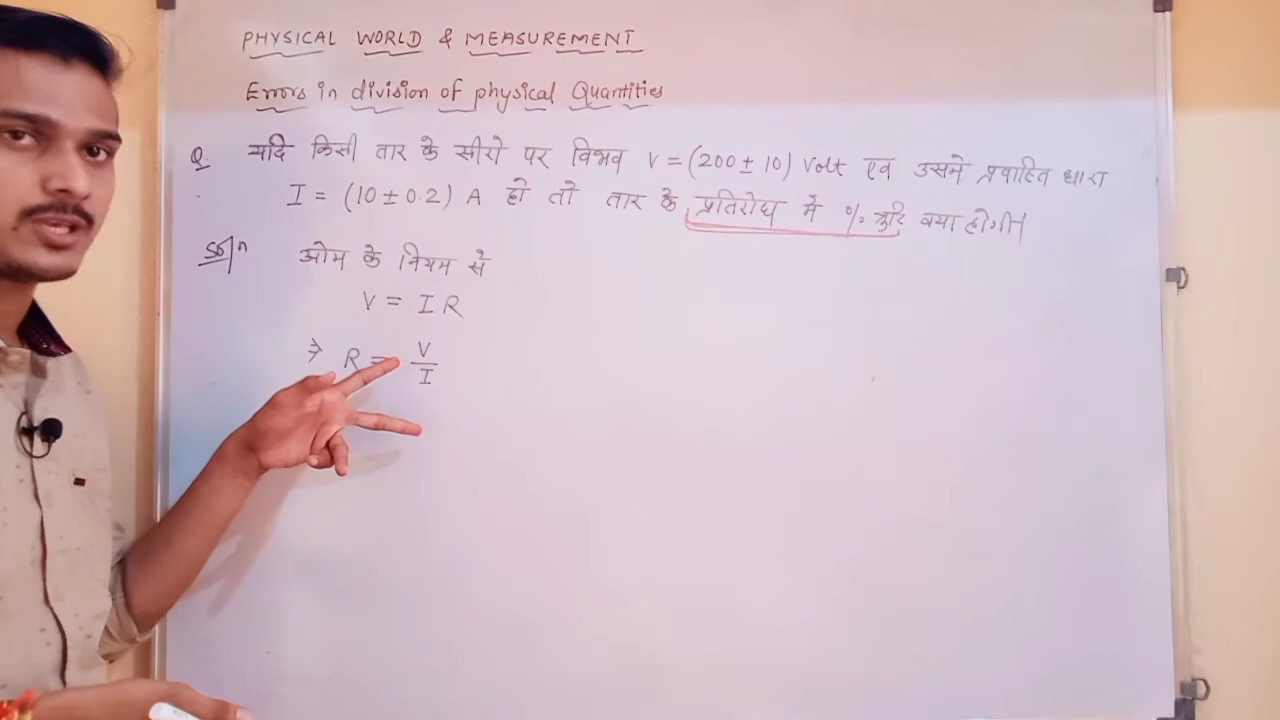 PHYSICAL WORLD & MEASUREMENT
Errors in division of physical Quantities
Q. यदि किसी तार के सीरो पर विभव V = (200 ± 10) Volt एवं उसमे प्रवाहित धारा
I = (10 ± 0.2) A हो तो तार के प्रतिरोध में % त्रुटि क्या होगी।
Solⁿ ओम के नियम से
V = I R
⇒ R = V/I